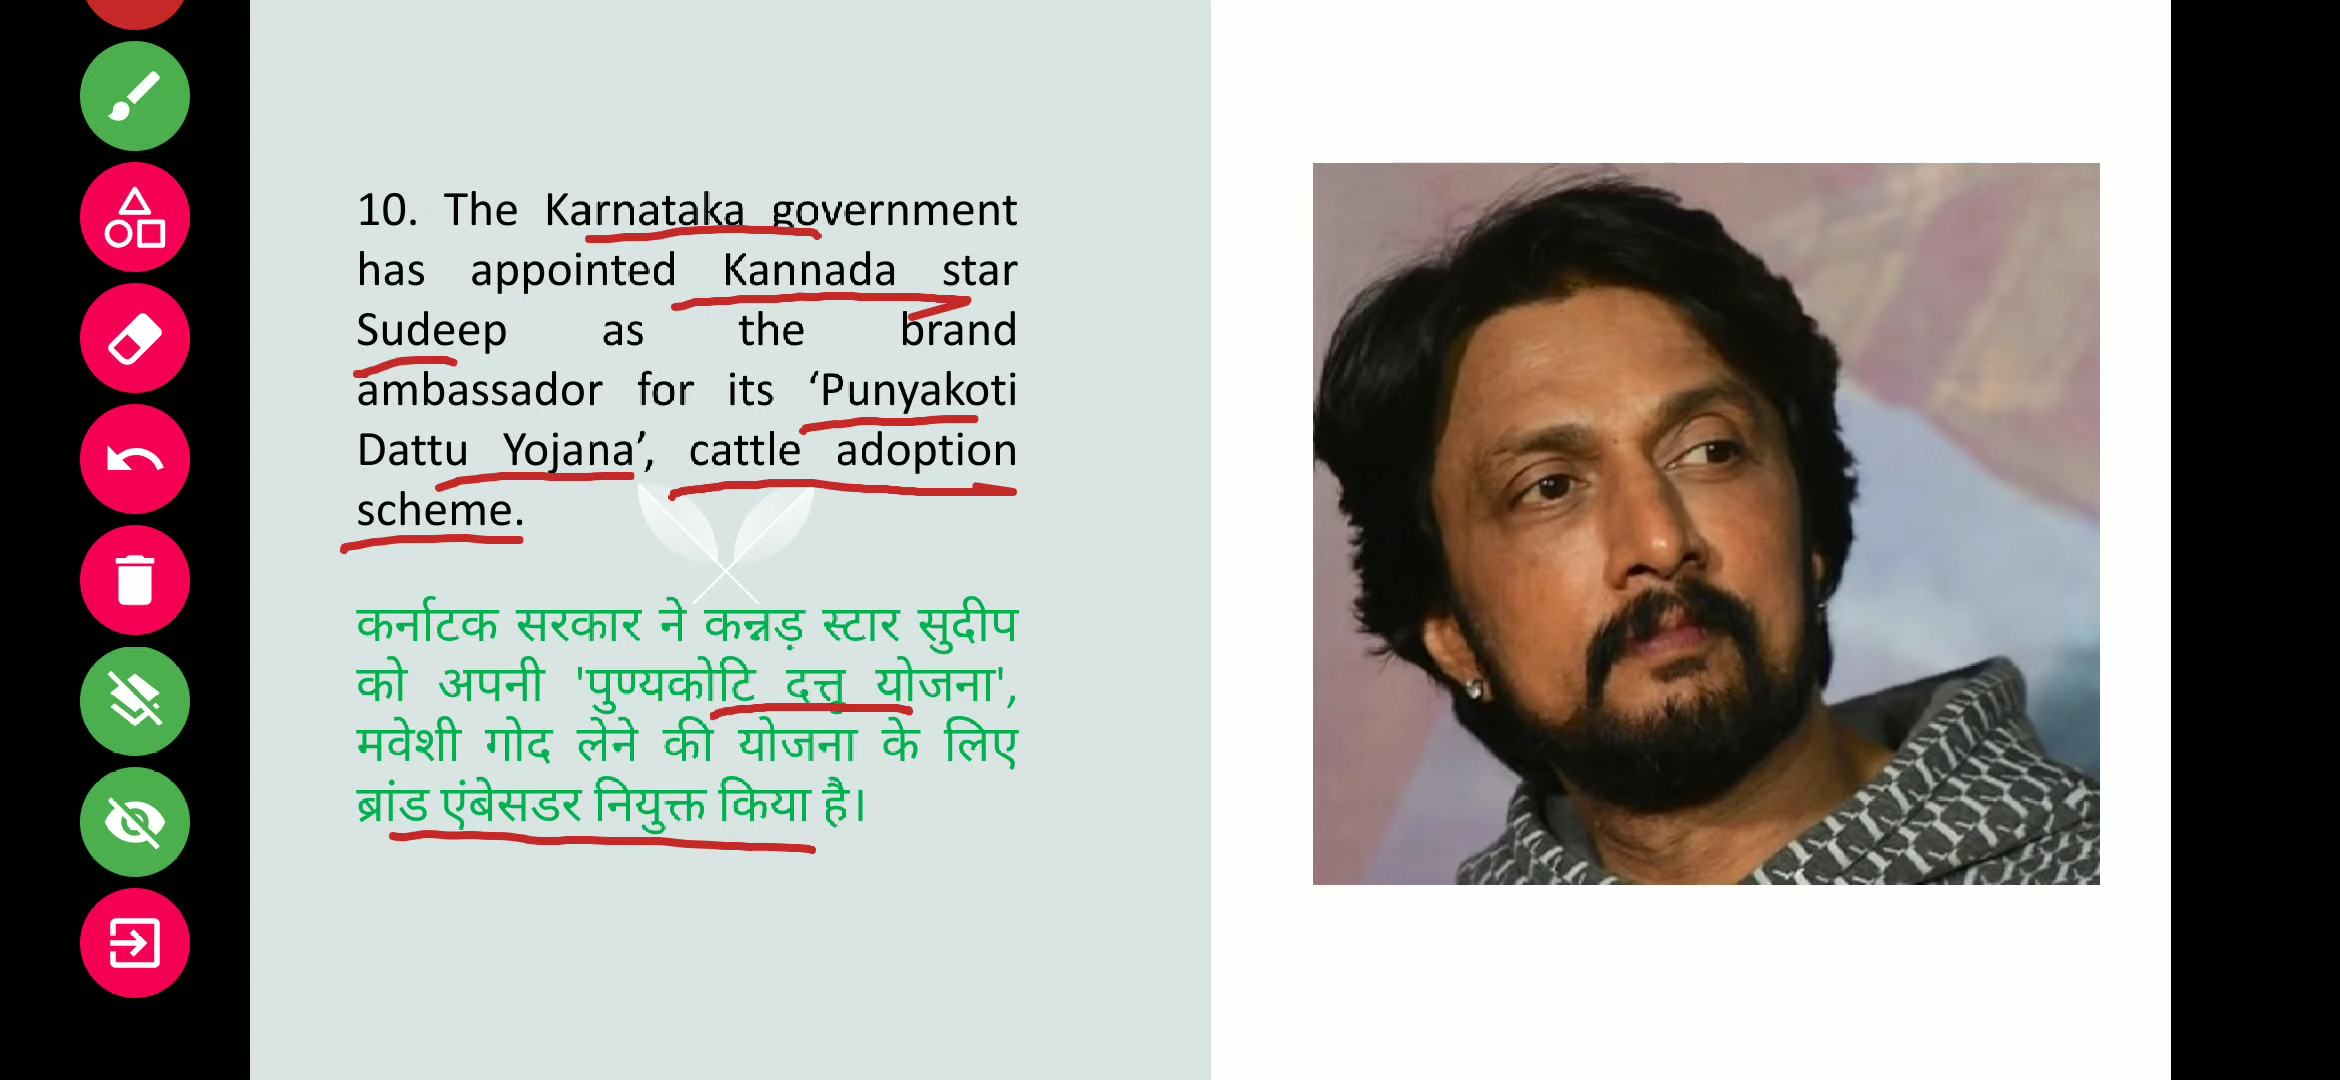 10. The Karnataka government
has appointed Kannada star
Sudeep as the brand
ambassador for its ‘Punyakoti
Dattu Yojana’, cattle adoption
scheme.
कर्नाटक सरकार ने कन्नड़ स्टार सुदीप
को अपनी 'पुण्यकोटि दत्तु योजना',
मवेशी गोद लेने की योजना के लिए
ब्रांड एंबेसडर नियुक्त किया है।